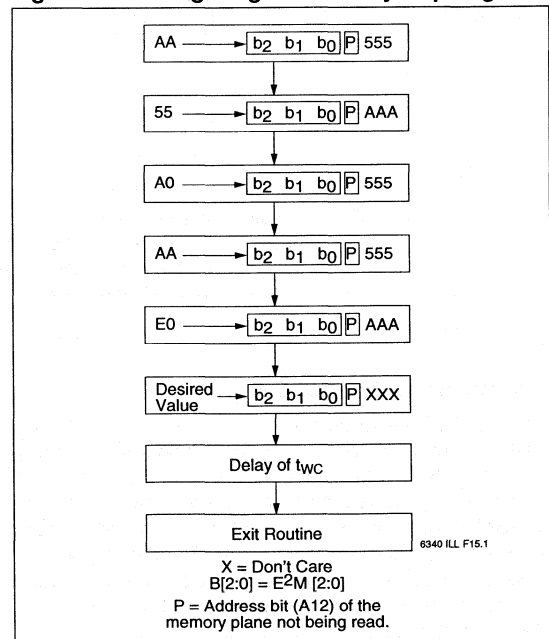 AA b2 b1 b0 P 555
55 b2 b1 b0 P AAA
A0 b2 b1 b0 P 555
AA b2 b1 b0 P 555
E0 b2 b1 b0 P AAA
Desired
Value b2 b1 b0 P XXX
Delay of tWC
Exit Routine
6340 ILL F15.1
X = Don't Care
B[2:0] = E2M [2:0]
P = Address bit (A12) of the
memory plane not being read.